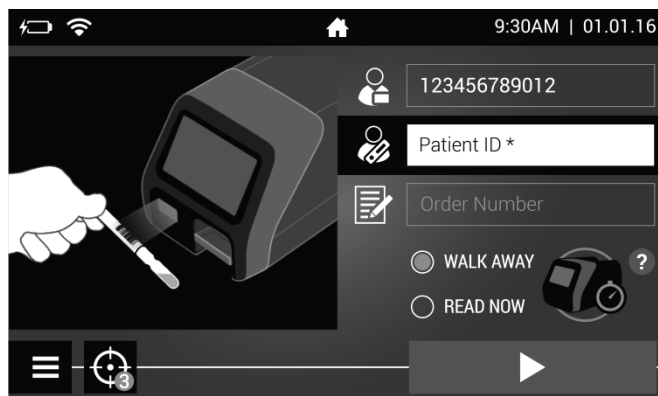 9:30AM | 01.01.16
123456789012
Patient ID *
Order Number
WALK AWAY
?
READ NOW
3